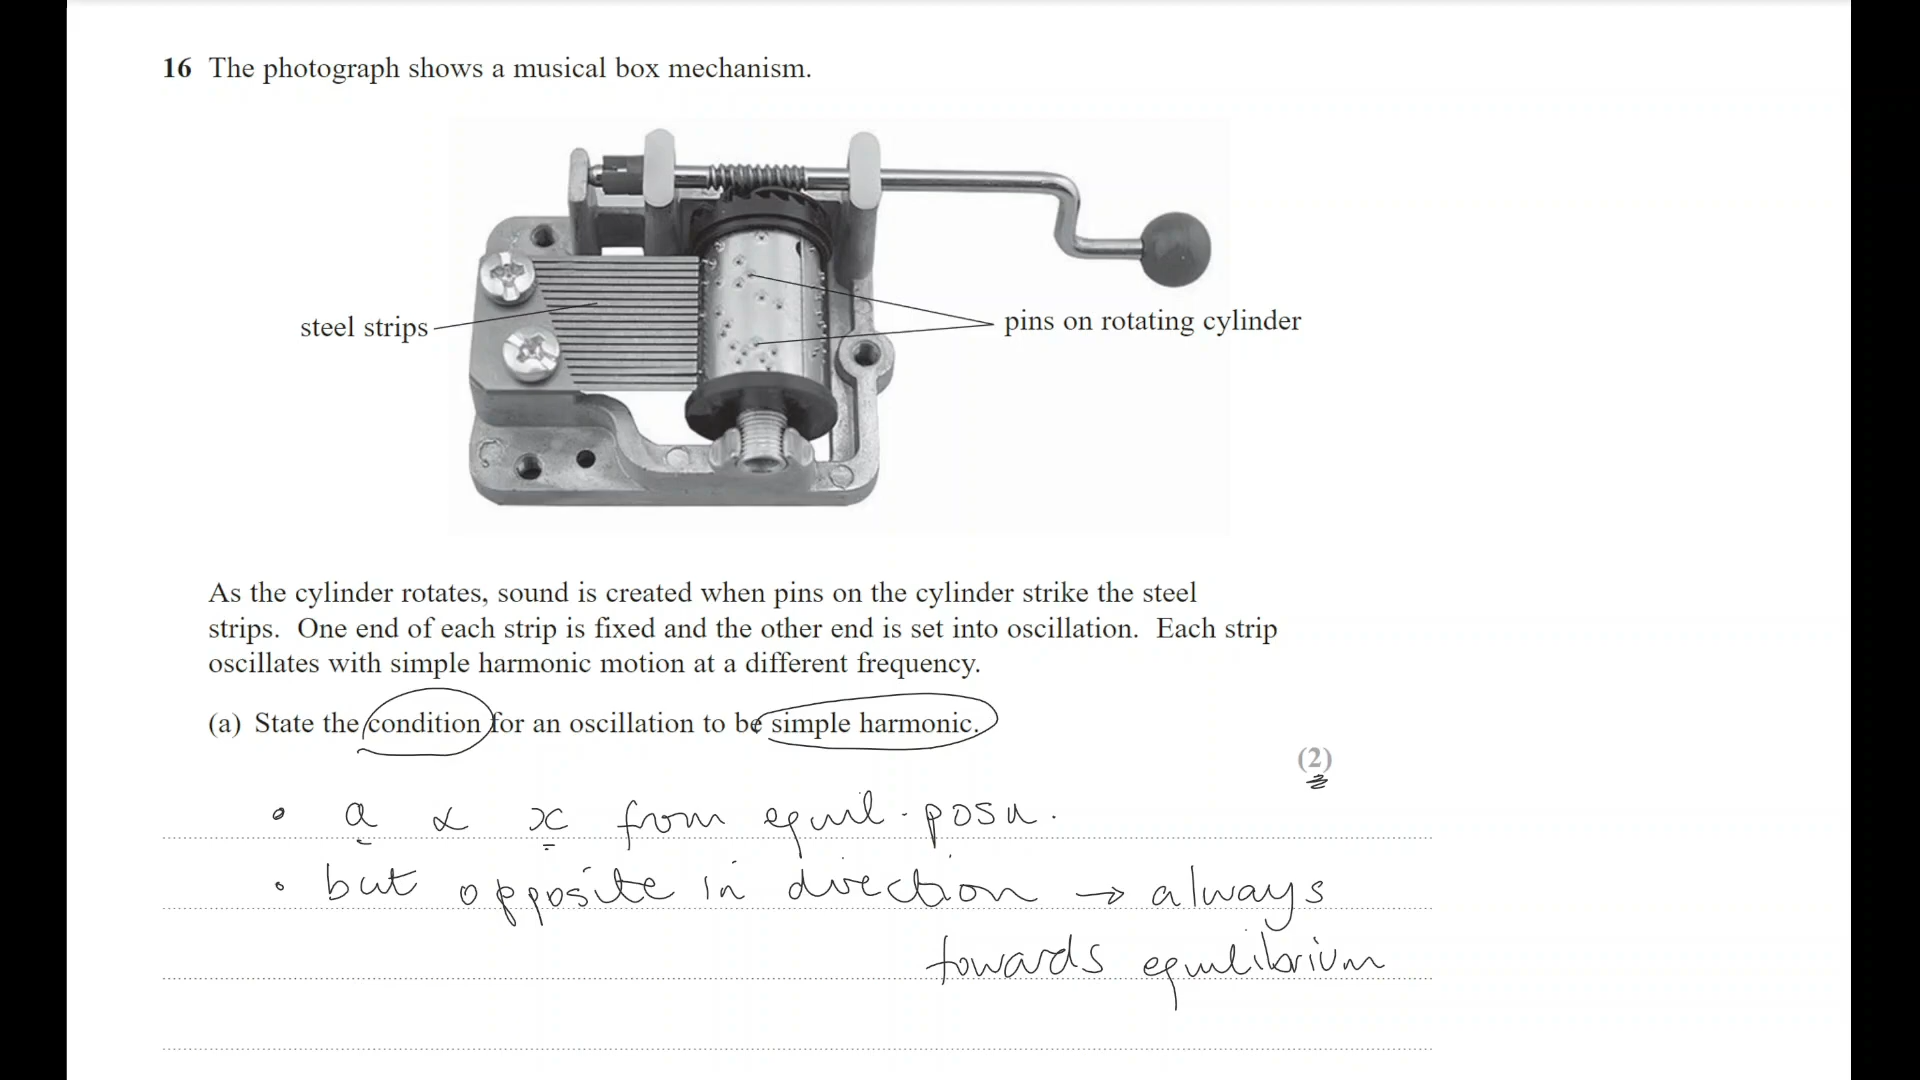 16 The photograph shows a musical box mechanism.
steel strips
pins on rotating cylinder
As the cylinder rotates, sound is created when pins on the cylinder strike the steel
strips. One end of each strip is fixed and the other end is set into oscillation. Each strip
oscillates with simple harmonic motion at a different frequency.
(a) State the condition for an oscillation to be simple harmonic.
(2)
• a ∝ x from equil. posn.
• but opposite in direction → always
towards equilibrium